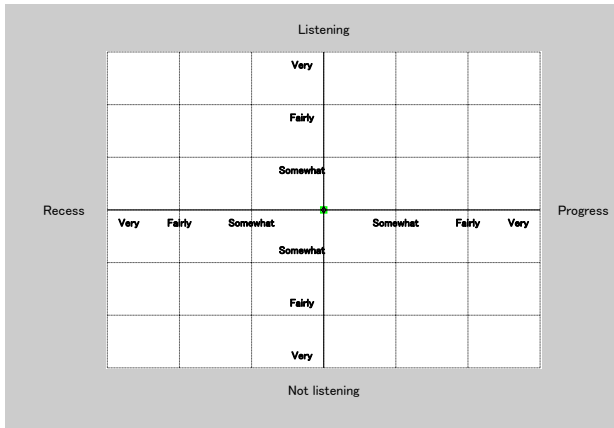 Listening
Very
Fairly
Somewhat
Recess
Progress
Very Fairly Somewhat Somewhat Fairly Very
Somewhat
Fairly
Very
Not listening